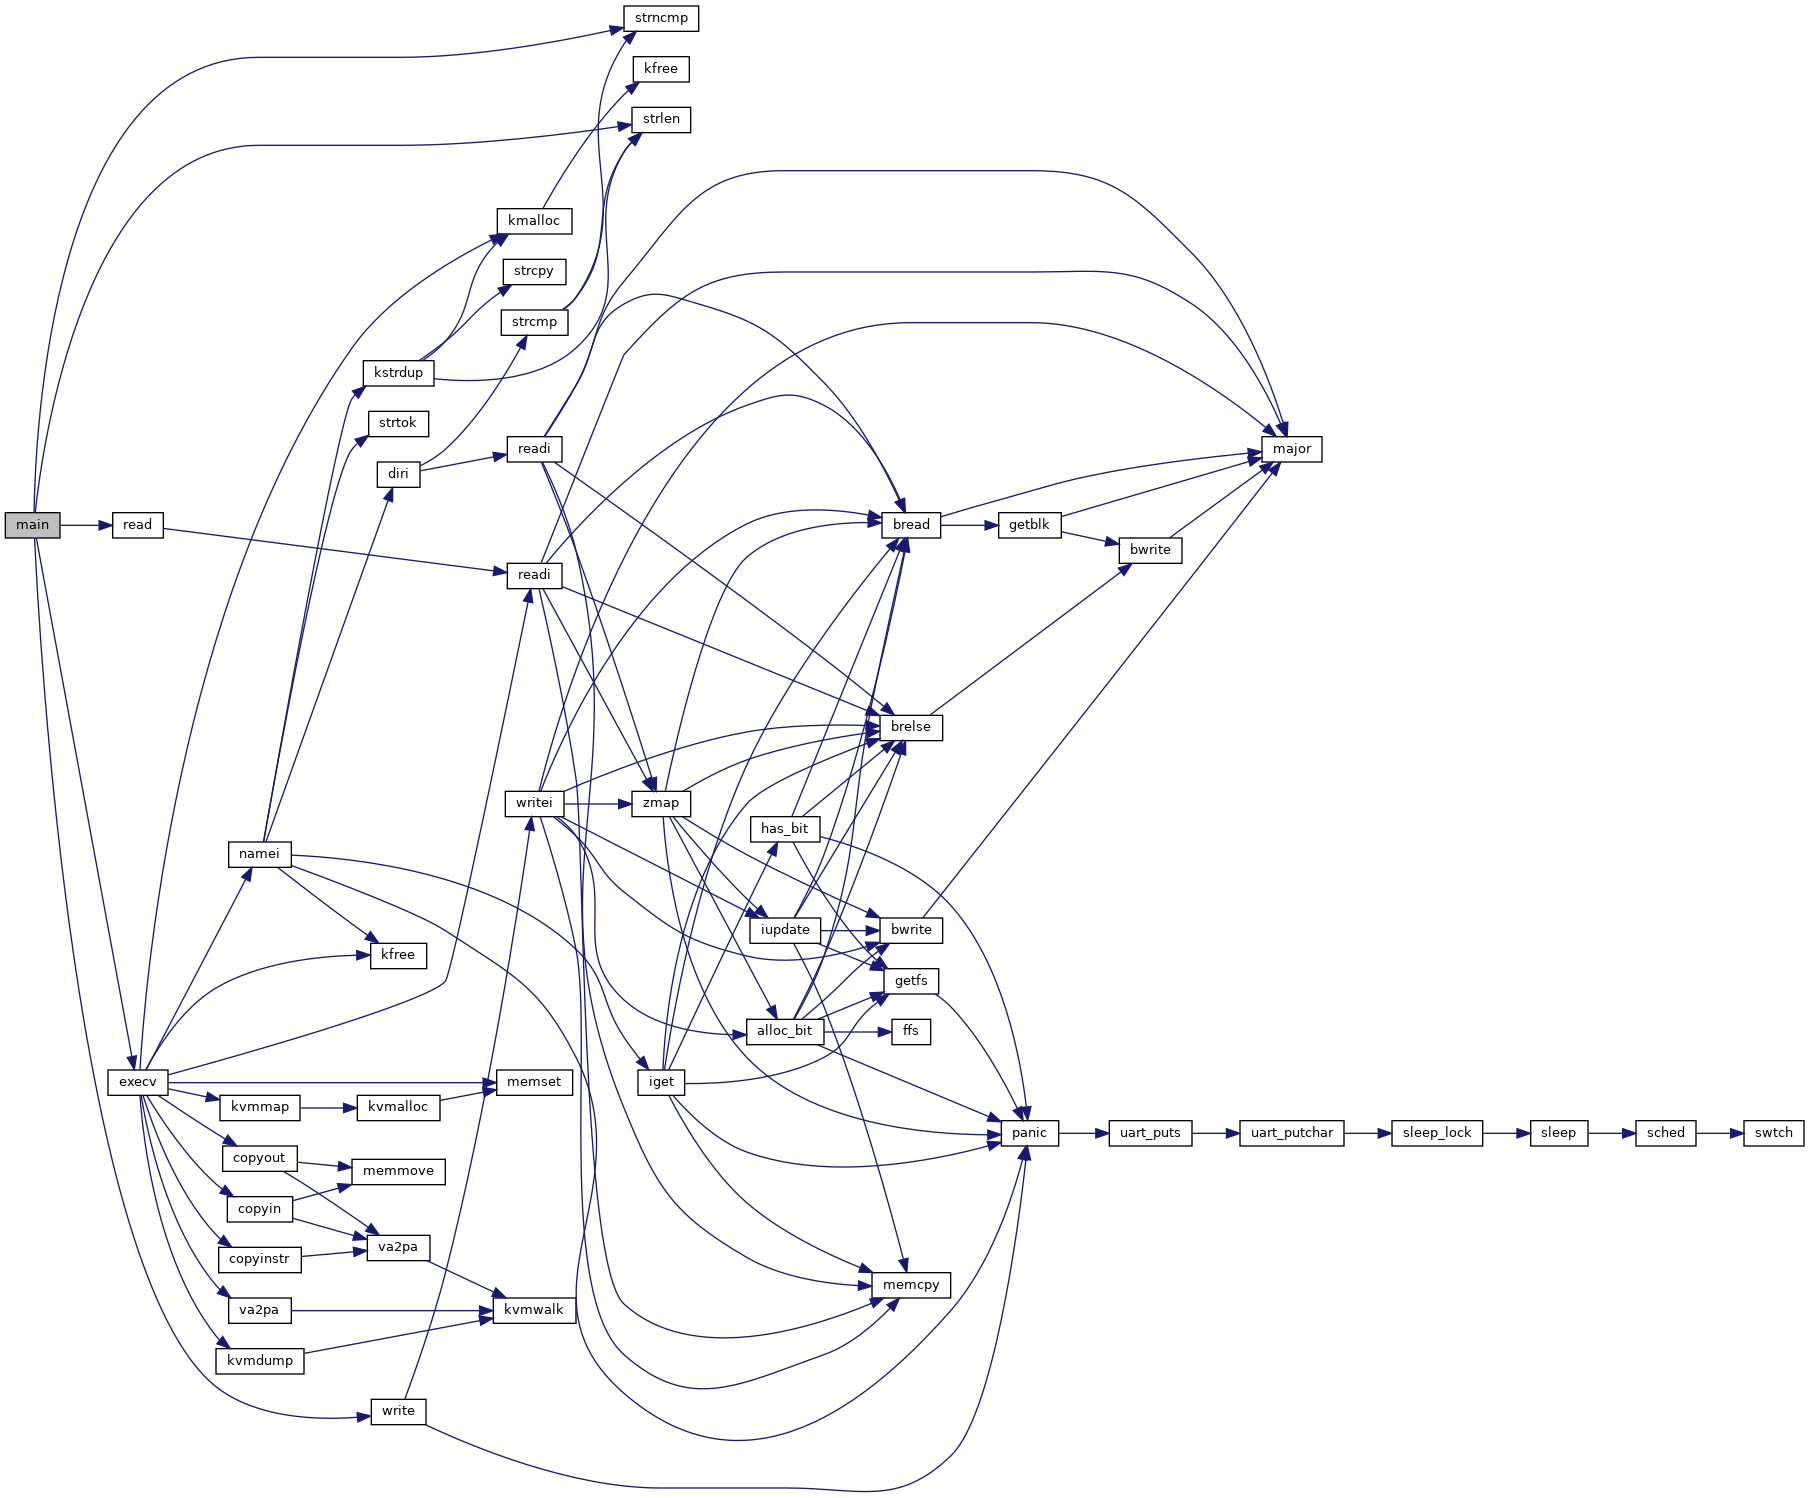 strncmp
kfree
strlen
kmalloc
strcpy
strcmp
kstrdup
strtok
readi
major
diri
main
read
bread
getblk
bwrite
readi
brelse
writei
zmap
has_bit
namei
iupdate
bwrite
kfree
getfs
alloc_bit
ffs
execv
memset
iget
kvmmap
kvmalloc
panic
uart_puts
uart_putchar
sleep_lock
sleep
sched
swtch
copyout
memmove
copyin
va2pa
copyinstr
memcpy
va2pa
kvmwalk
kvmdump
write